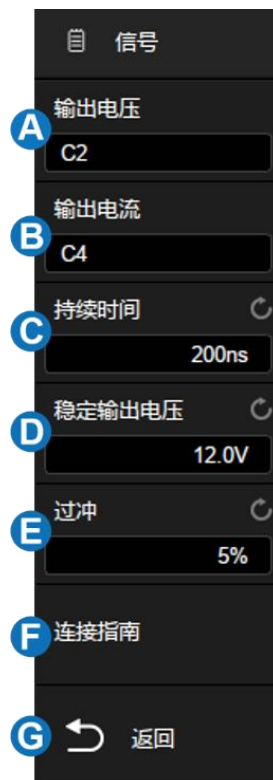 信号
A
输出电压
C2
B
输出电流
C4
C
持续时间
200ns
D
稳定输出电压
12.0V
E
过冲
5%
F
连接指南
G
返回